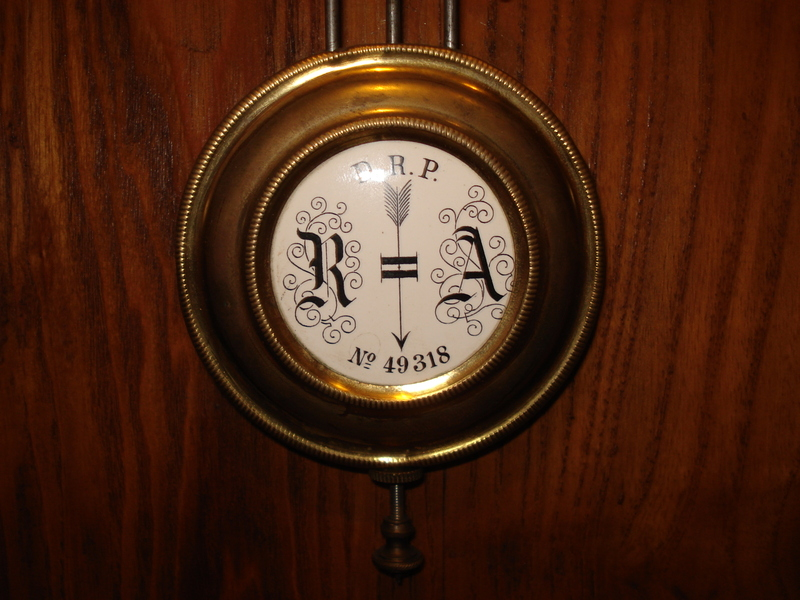 D.R.P.
R = A
No 49318